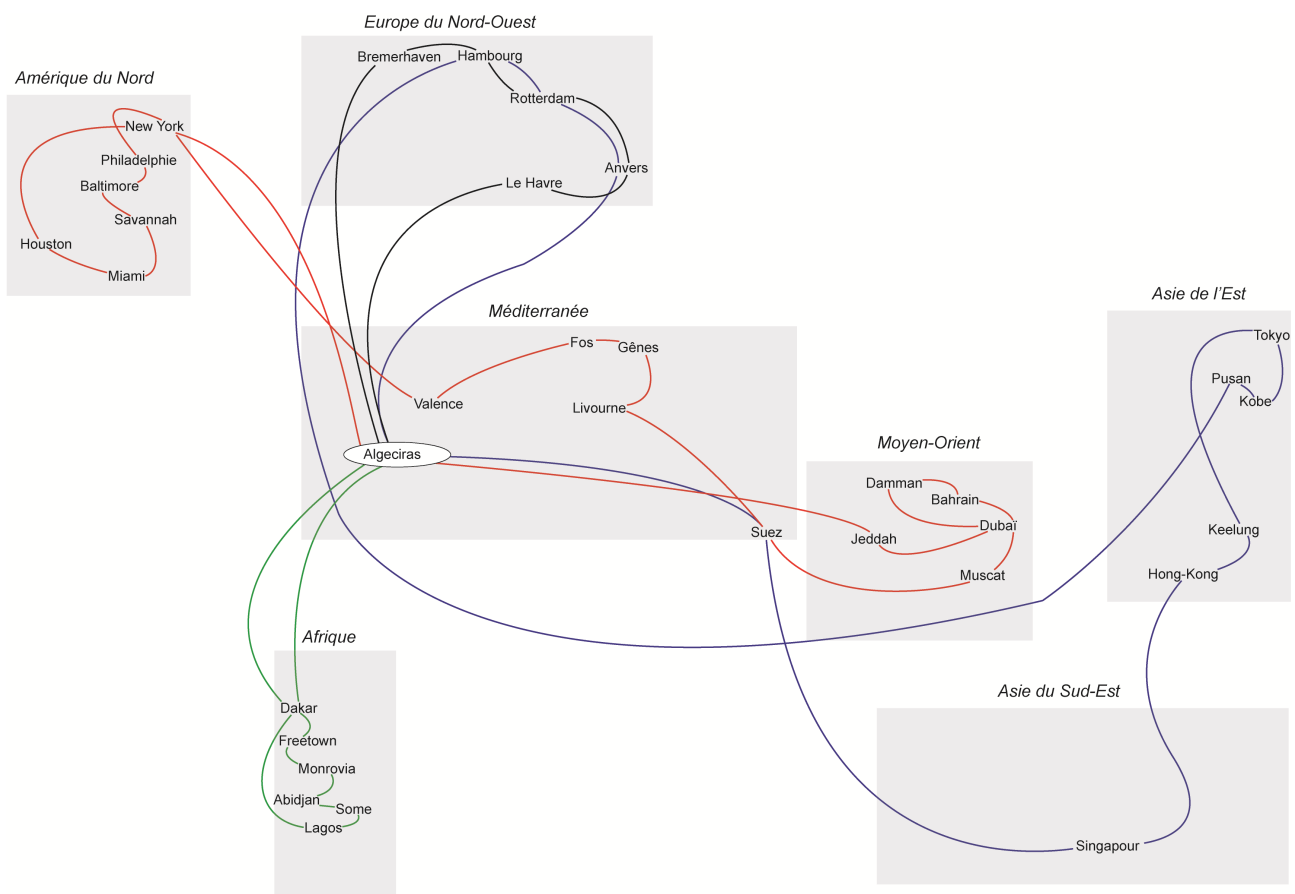 Europe du Nord-Ouest
Bremerhaven
Hambourg
Rotterdam
Anvers
Le Havre
Amérique du Nord
New York
Philadelphie
Baltimore
Savannah
Houston
Miami
Méditerranée
Fos
Gênes
Valence
Livourne
Algeciras
Suez
Moyen-Orient
Damman
Bahrain
Dubaï
Jeddah
Muscat
Asie de l'Est
Tokyo
Pusan
Kobe
Keelung
Hong-Kong
Afrique
Dakar
Freetown
Monrovia
Abidjan
Some
Lagos
Asie du Sud-Est
Singapour